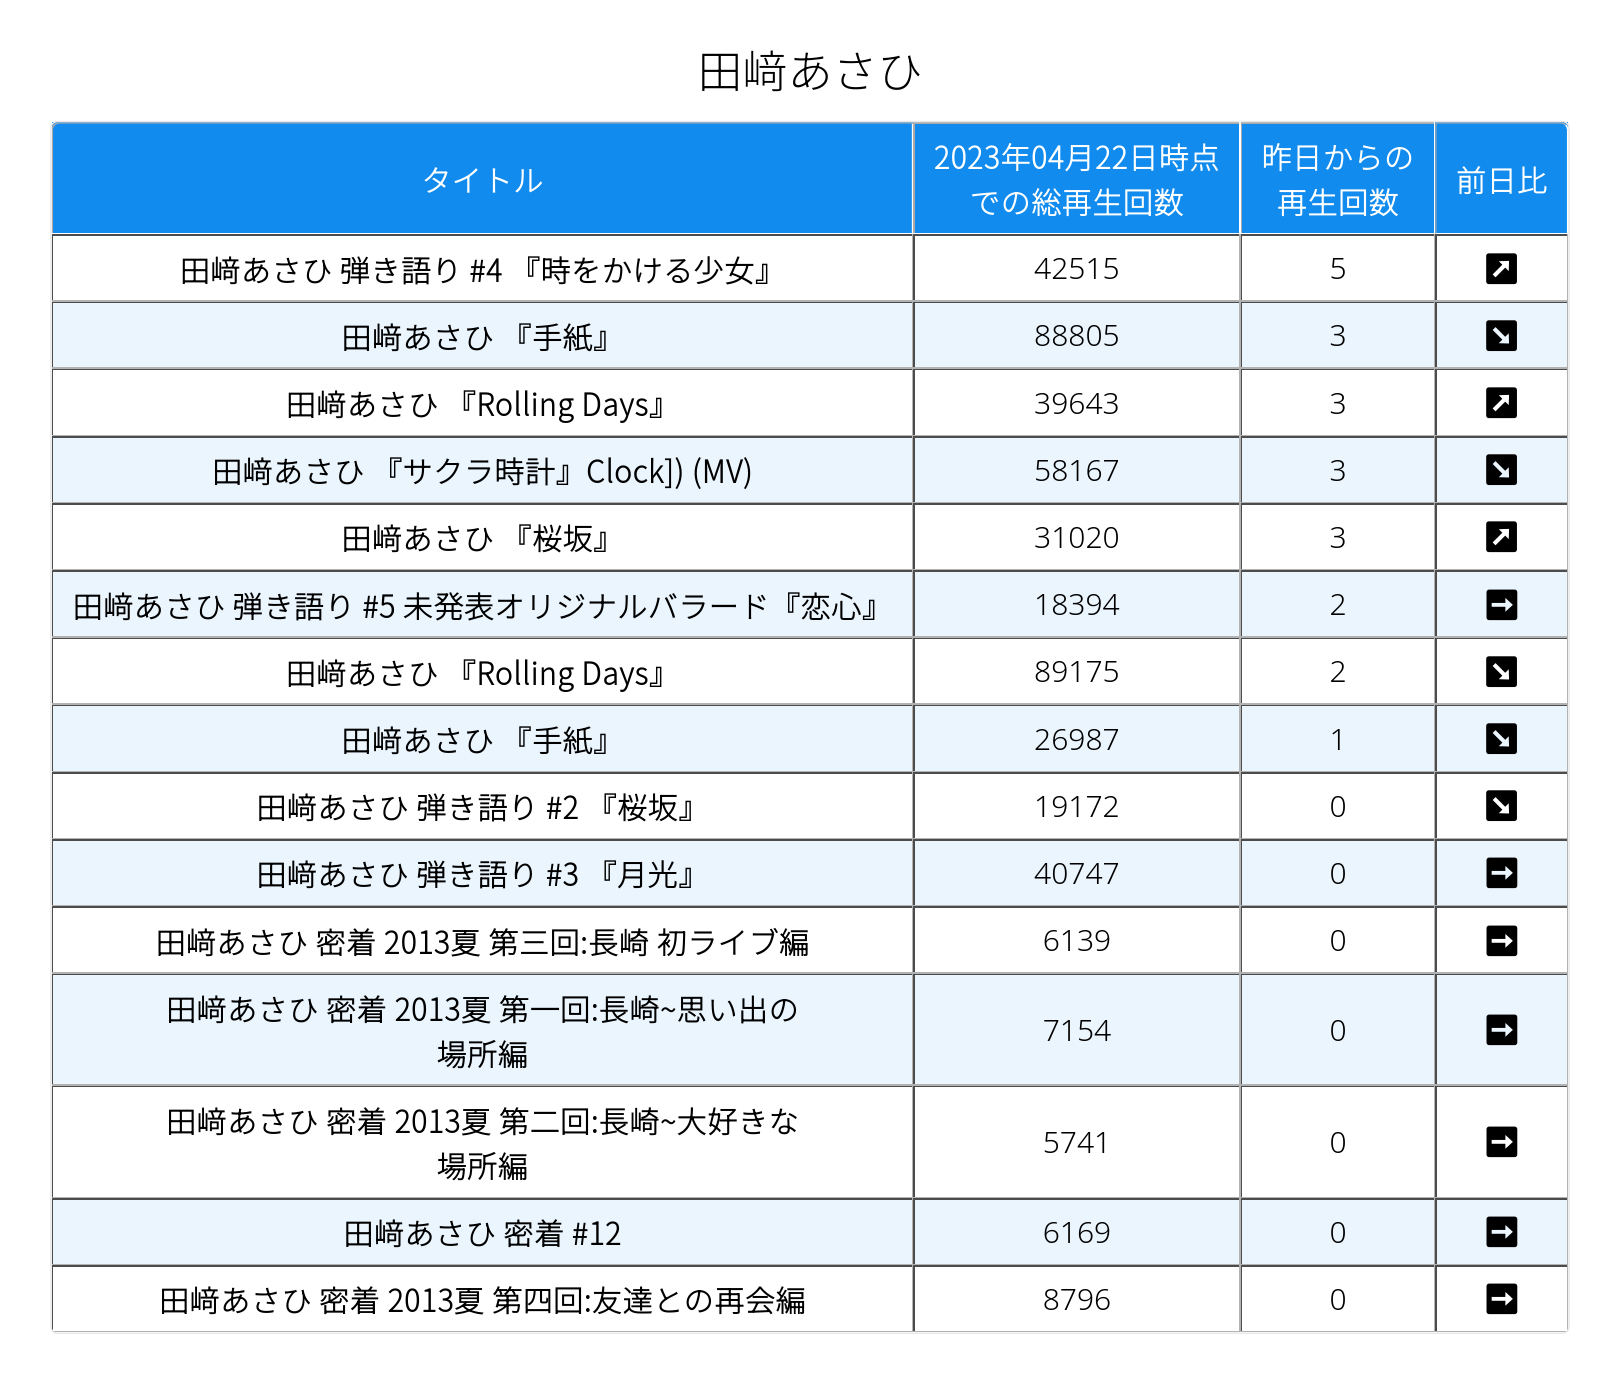 田﨑あさひ
タイトル
2023年04月22日時点
での総再生回数
昨日からの
再生回数
前日比
田﨑あさひ 弾き語り #4 『時をかける少女』 42515 5
田﨑あさひ 『手紙』 88805 3
田﨑あさひ 『Rolling Days』 39643 3
田﨑あさひ 『サクラ時計』Clock]) (MV) 58167 3
田﨑あさひ 『桜坂』 31020 3
田﨑あさひ 弾き語り #5 未発表オリジナルバラード『恋心』 18394 2
田﨑あさひ 『Rolling Days』 89175 2
田﨑あさひ 『手紙』 26987 1
田﨑あさひ 弾き語り #2 『桜坂』 19172 0
田﨑あさひ 弾き語り #3 『月光』 40747 0
田﨑あさひ 密着 2013夏 第三回:長崎 初ライブ編 6139 0
田﨑あさひ 密着 2013夏 第一回:長崎~思い出の
場所編 7154 0
田﨑あさひ 密着 2013夏 第二回:長崎~大好きな
場所編 5741 0
田﨑あさひ 密着 #12 6169 0
田﨑あさひ 密着 2013夏 第四回:友達との再会編 8796 0